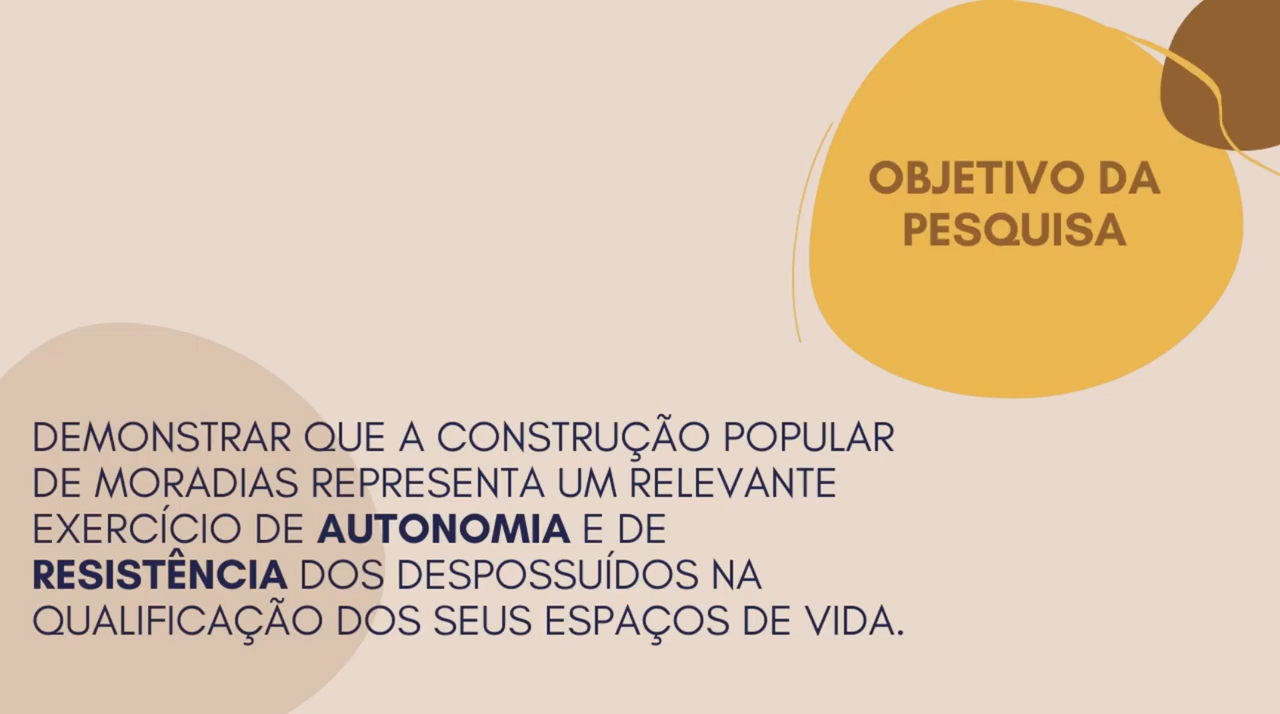 OBJETIVO DA
PESQUISA
DEMONSTRAR QUE A CONSTRUÇÃO POPULAR
DE MORADIAS REPRESENTA UM RELEVANTE
EXERCÍCIO DE AUTONOMIA E DE
RESISTÊNCIA DOS DESPOSSUÍDOS NA
QUALIFICAÇÃO DOS SEUS ESPAÇOS DE VIDA.